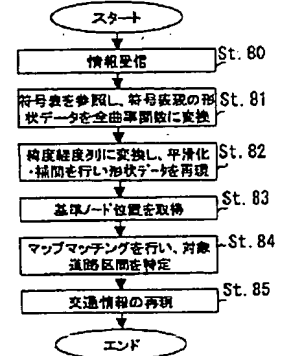 スタート
情報受信
St. 80
符号表を参照し、符号表現の形
状データを全曲率関数に変換
St. 81
緯度経度列に変換し、平滑化
・補間を行い形状データを再現
St. 82
基準ノード位置を取得
St. 83
マップマッチングを行い、対象
道路区間を特定
St. 84
交通情報の再現
St. 85
エンド